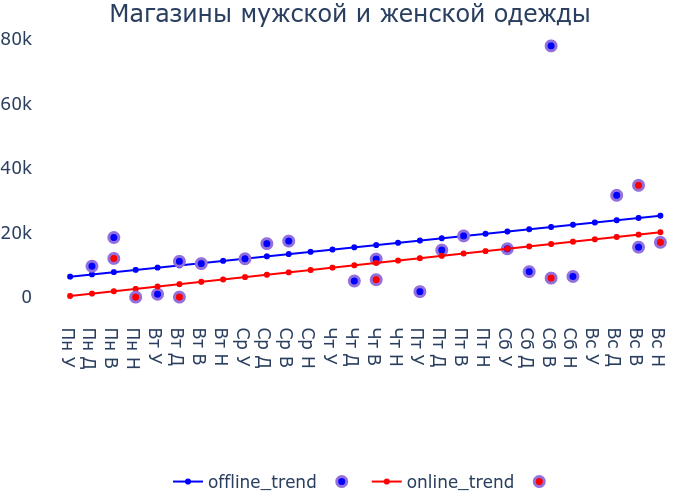 Магазины мужской и женской одежды
80k
60k
40k
20k
0
Пн У
Пн Д
Пн В
Пн Н
Вт У
Вт Д
Вт В
Вт Н
Ср У
Ср Д
Ср В
Ср Н
Чт У
Чт Д
Чт В
Чт Н
Пт У
Пт Д
Пт В
Пт Н
Сб У
Сб Д
Сб В
Сб Н
Вс У
Вс Д
Вс В
Вс Н
offline_trend online_trend